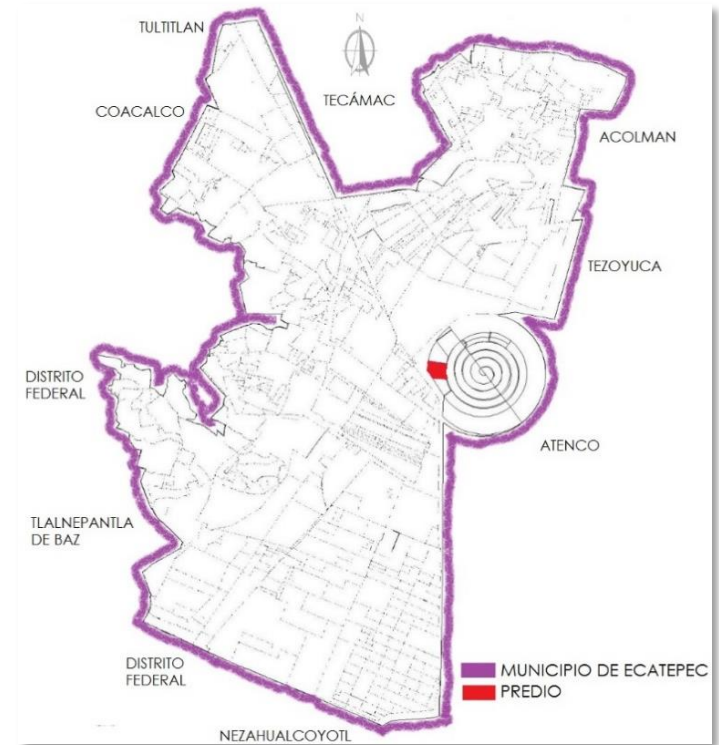 N
TULTITLAN
TECÁMAC
COACALCO
ACOLMAN
TEZOYUCA
DISTRITO
FEDERAL
ATENCO
TLALNEPANTLA
DE BAZ
DISTRITO
FEDERAL
MUNICIPIO DE ECATEPEC
PREDIO
NEZAHUALCOYOTL